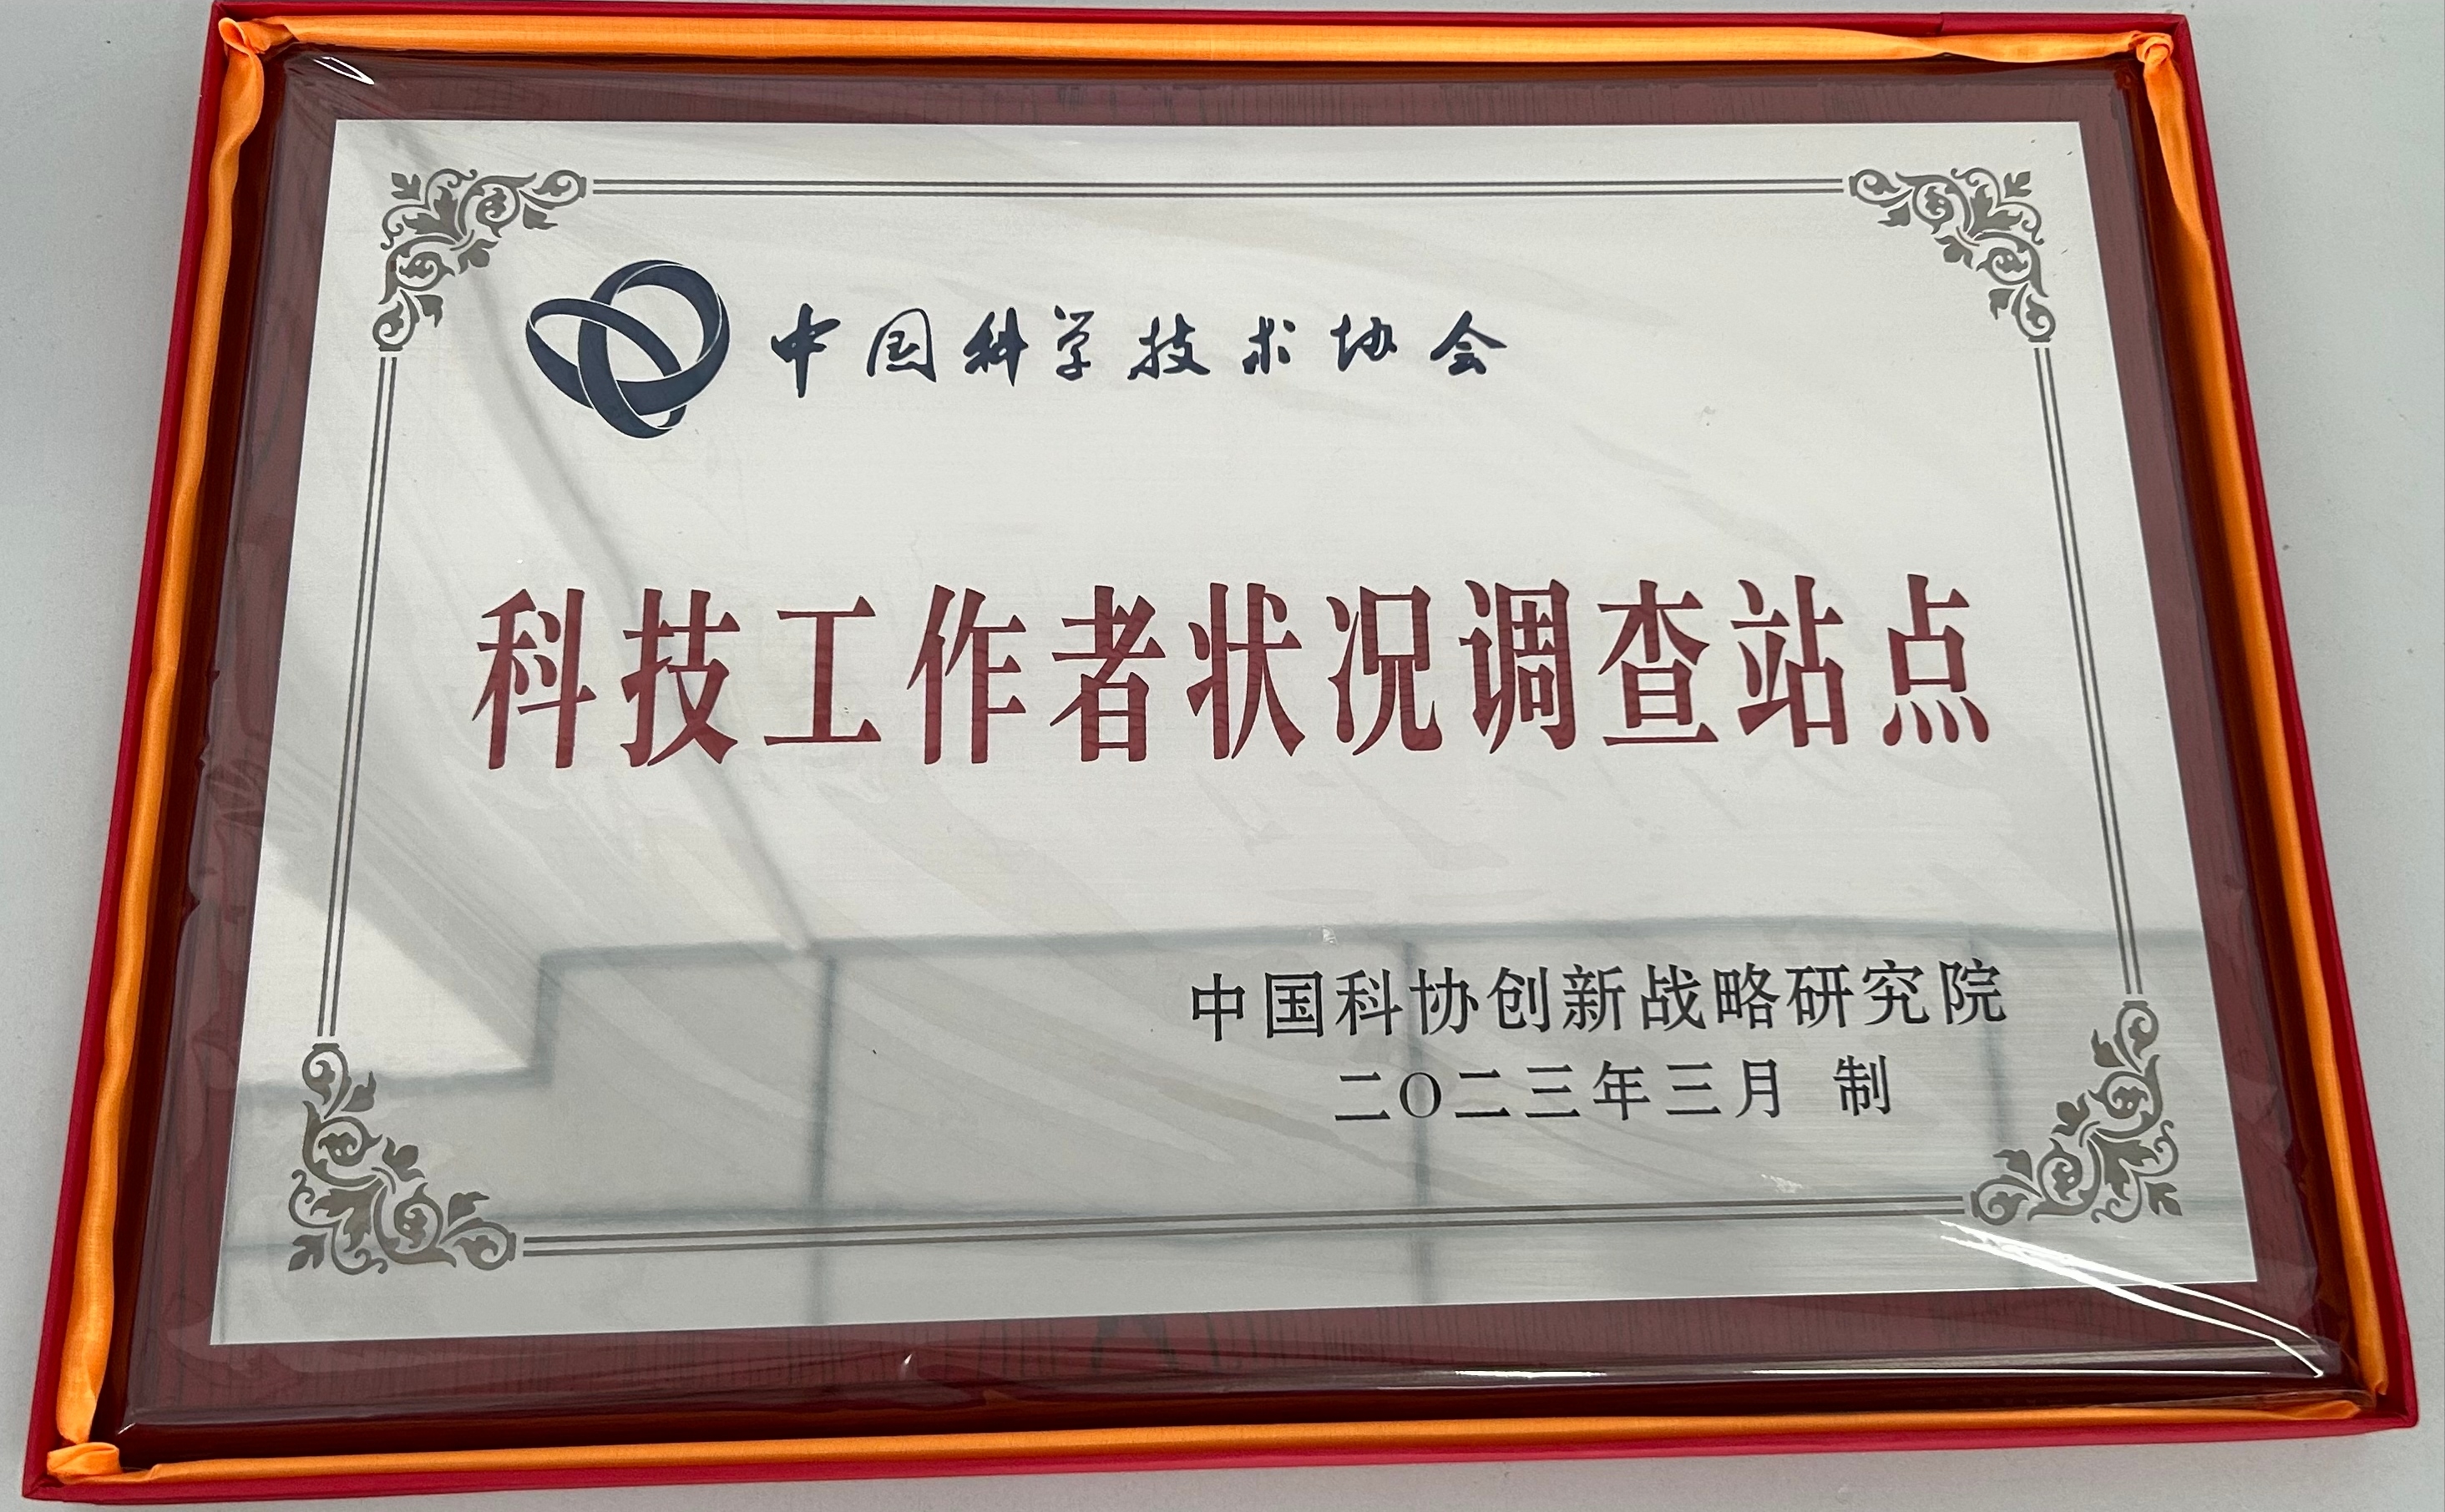 中国科学技术协会
科技工作者状况调查站点
中国科协创新战略研究院
二〇二三年三月 制